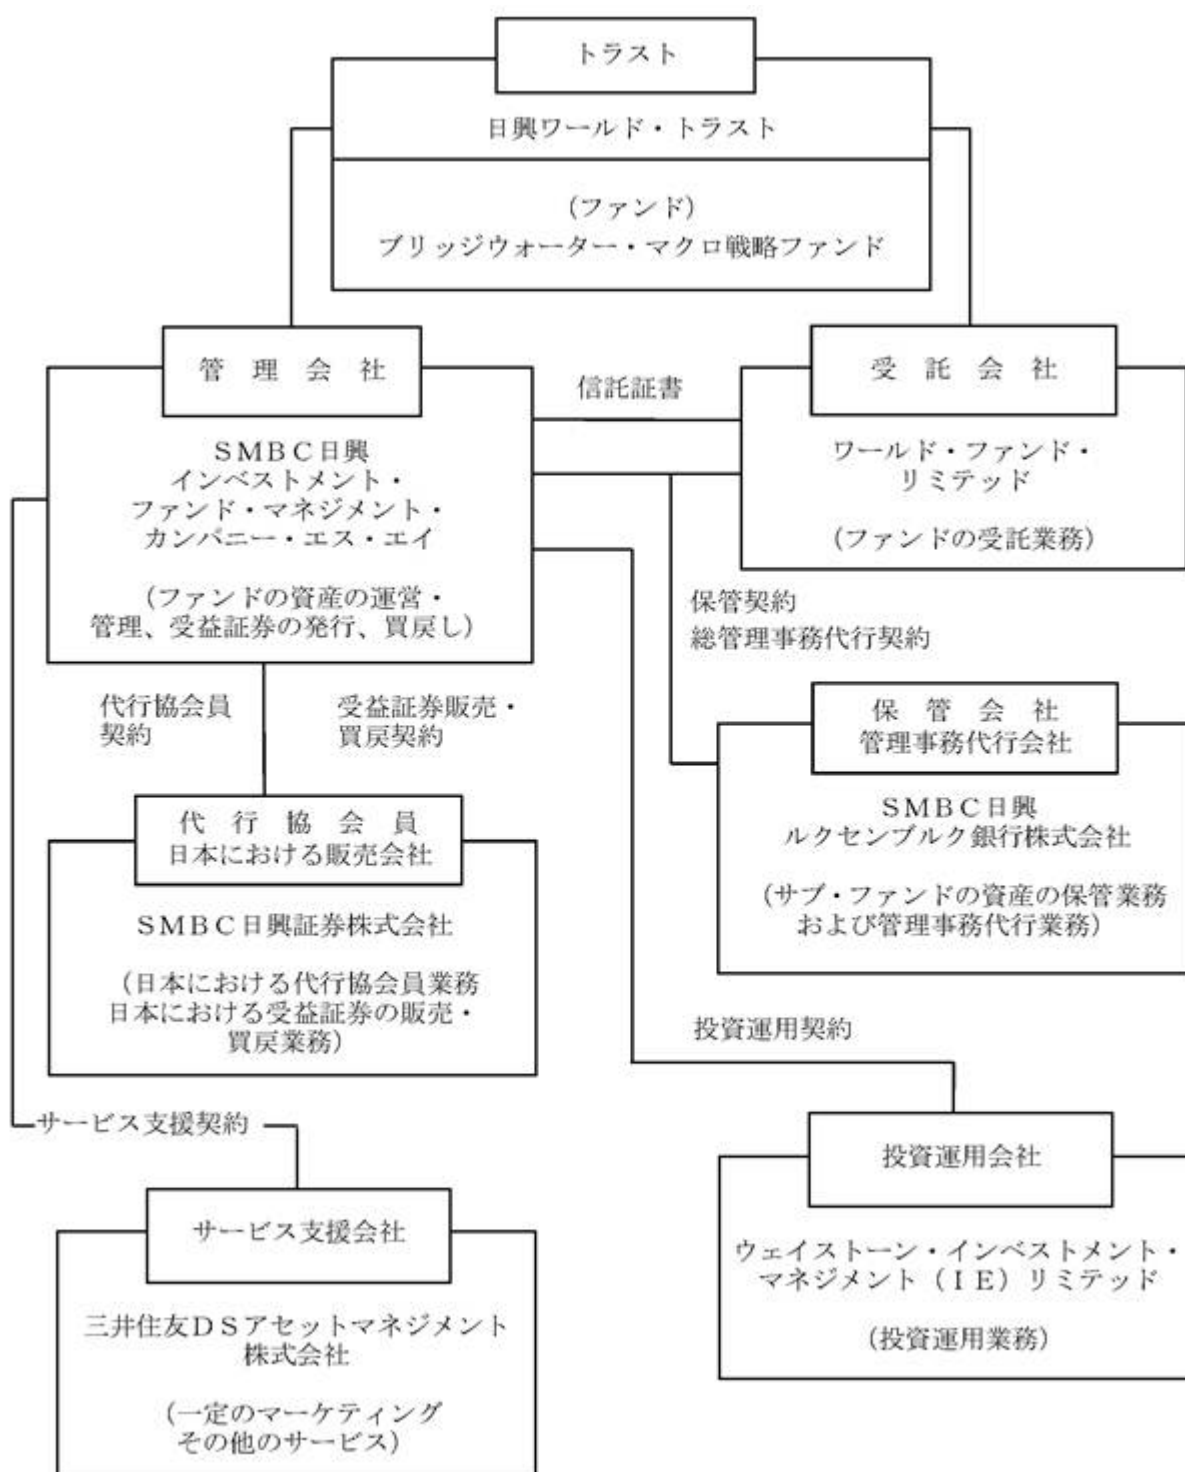 トラスト
日興ワールド・トラスト
(ファンド)
ブリッジウォーター・マクロ戦略ファンド
管　理　会　社
ＳＭＢＣ日興
インベストメント・
ファンド・マネジメント・
カンパニー・エス・エイ
(ファンドの資産の運営・
管理、受益証券の発行、買戻し)
信託証書
受　託　会　社
ワールド・ファンド・
リミテッド
(ファンドの受託業務)
保管契約
総管理事務代行契約
代行協会員
契約
受益証券販売・
買戻契約
保　管　会　社
管理事務代行会社
ＳＭＢＣ日興
ルクセンブルク銀行株式会社
(サブ・ファンドの資産の保管業務
および管理事務代行業務)
代　行　協　会　員
日本における販売会社
ＳＭＢＣ日興証券株式会社
(日本における代行協会員業務
日本における受益証券の販売・
買戻業務)
投資運用契約
サービス支援契約
投資運用会社
ウェイストーン・インベストメント・
マネジメント（ＩＥ）リミテッド
(投資運用業務)
サービス支援会社
三井住友ＤＳアセットマネジメント
株式会社
(一定のマーケティング
その他のサービス)